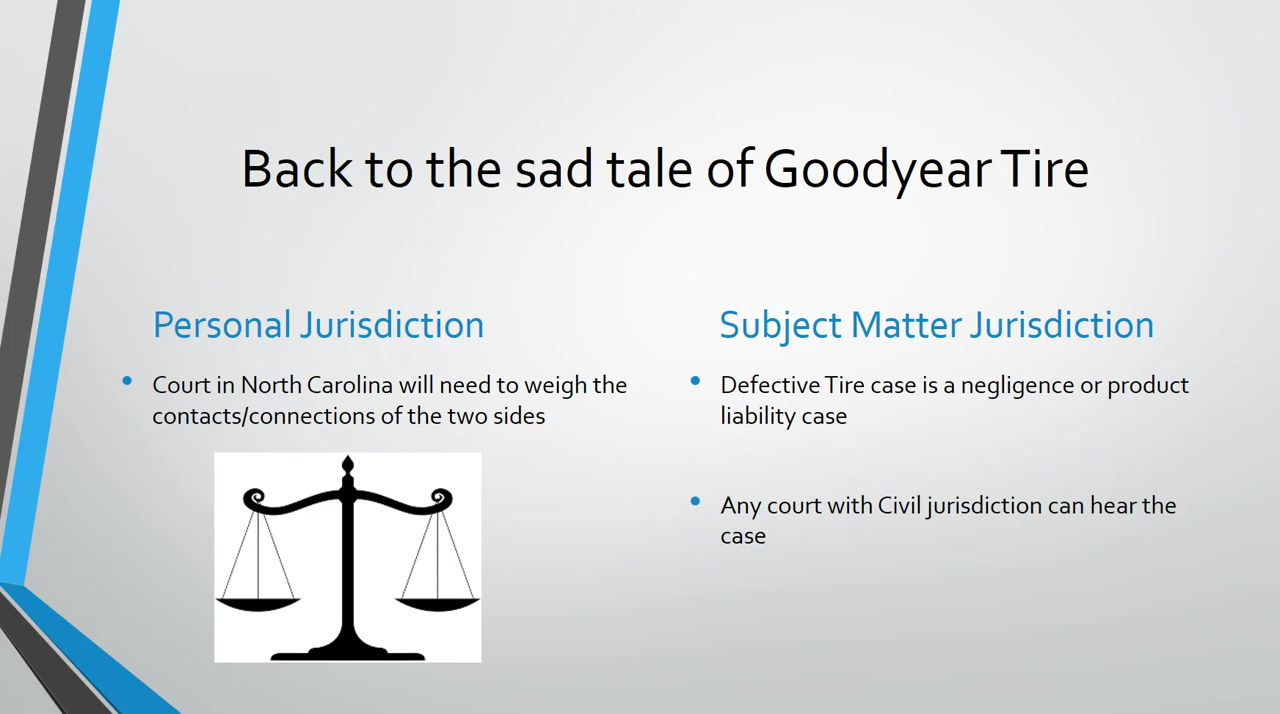 Back to the sad tale of Goodyear Tire
Personal Jurisdiction
• Court in North Carolina will need to weigh the
contacts/connections of the two sides
Subject Matter Jurisdiction
• Defective Tire case is a negligence or product
liability case
• Any court with Civil jurisdiction can hear the
case